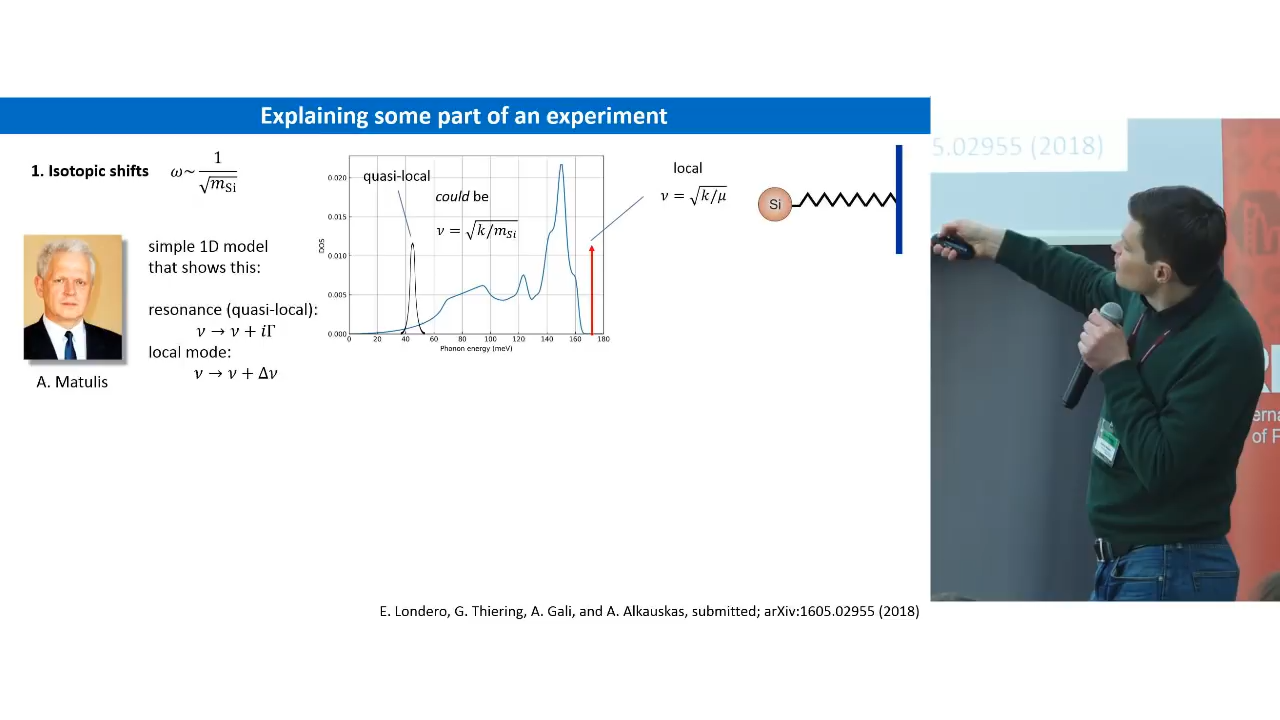 Explaining some part of an experiment
1. Isotopic shifts ω~ 1/√m_Si
A. Matulis
simple 1D model
that shows this:
resonance (quasi-local):
ν → ν + iΓ
local mode:
ν → ν + Δν
quasi-local
could be
ν = √k/m_Si
DOS
0.020
0.015
0.010
0.005
0.000
0 20 40 60 80 100 120 140 160 180
Phonon energy (meV)
local
ν = √k/μ
Si
E. Londero, G. Thiering, A. Gali, and A. Alkauskas, submitted; arXiv:1605.02955 (2018)
5.02955 (2018)
erna
of F